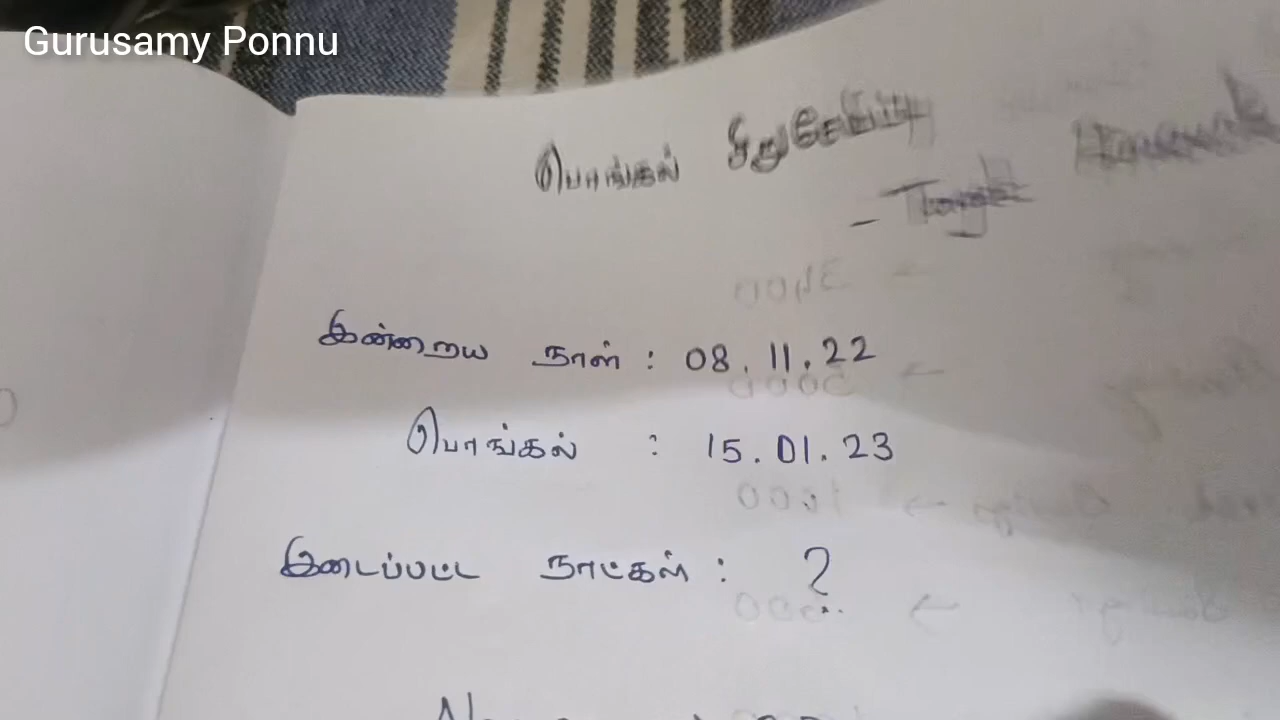 Gurusamy Ponnu
பொங்கல் சிறுசேமிப்பு
இன்றைய நாள் : 08.11.22
பொங்கல் : 15.01.23
இடைப்பட்ட நாட்கள் : ?